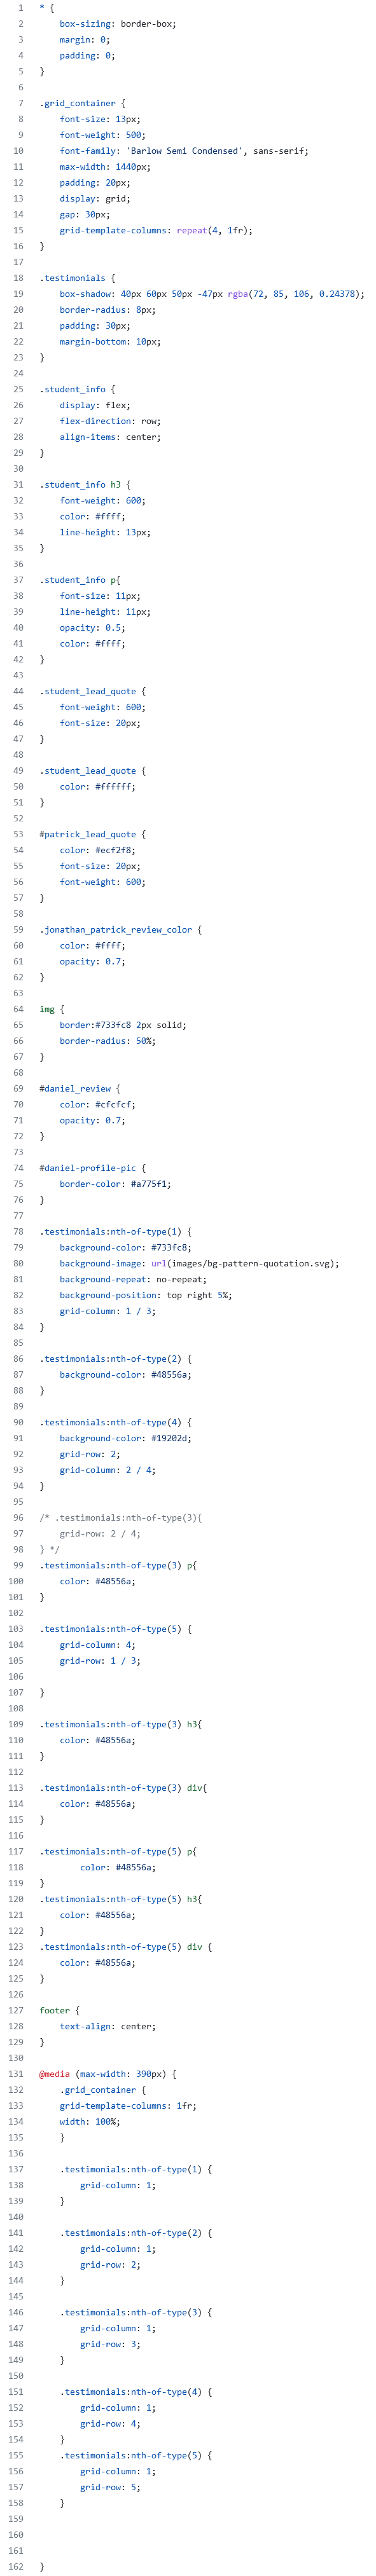 1 * {
2     box-sizing: border-box;
3     margin: 0;
4     padding: 0;
5 }
6
7 .grid_container {
8     font-size: 13px;
9     font-weight: 500;
10     font-family: 'Barlow Semi Condensed', sans-serif;
11     max-width: 1440px;
12     padding: 20px;
13     display: grid;
14     gap: 30px;
15     grid-template-columns: repeat(4, 1fr);
16 }
17
18 .testimonials {
19     box-shadow: 40px 60px 50px -47px rgba(72, 85, 106, 0.24378);
20     border-radius: 8px;
21     padding: 30px;
22     margin-bottom: 10px;
23 }
24
25 .student_info {
26     display: flex;
27     flex-direction: row;
28     align-items: center;
29 }
30
31 .student_info h3 {
32     font-weight: 600;
33     color: #ffff;
34     line-height: 13px;
35 }
36
37 .student_info p{
38     font-size: 11px;
39     line-height: 11px;
40     opacity: 0.5;
41     color: #ffff;
42 }
43
44 .student_lead_quote {
45     font-weight: 600;
46     font-size: 20px;
47 }
48
49 .student_lead_quote {
50     color: #ffffff;
51 }
52
53 #patrick_lead_quote {
54     color: #ecf2f8;
55     font-size: 20px;
56     font-weight: 600;
57 }
58
59 .jonathan_patrick_review_color {
60     color: #ffff;
61     opacity: 0.7;
62 }
63
64 img {
65     border:#733fc8 2px solid;
66     border-radius: 50%;
67 }
68
69 #daniel_review {
70     color: #cfcfcf;
71     opacity: 0.7;
72 }
73
74 #daniel-profile-pic {
75     border-color: #a775f1;
76 }
77
78 .testimonials:nth-of-type(1) {
79     background-color: #733fc8;
80     background-image: url(images/bg-pattern-quotation.svg);
81     background-repeat: no-repeat;
82     background-position: top right 5%;
83     grid-column: 1 / 3;
84 }
85
86 .testimonials:nth-of-type(2) {
87     background-color: #48556a;
88 }
89
90 .testimonials:nth-of-type(4) {
91     background-color: #19202d;
92     grid-row: 2;
93     grid-column: 2 / 4;
94 }
95
96 /* .testimonials:nth-of-type(3){
97     grid-row: 2 / 4;
98 } */
99 .testimonials:nth-of-type(3) p{
100     color: #48556a;
101 }
102
103 .testimonials:nth-of-type(5) {
104     grid-column: 4;
105     grid-row: 1 / 3;
106
107 }
108
109 .testimonials:nth-of-type(3) h3{
110     color: #48556a;
111 }
112
113 .testimonials:nth-of-type(3) div{
114     color: #48556a;
115 }
116
117 .testimonials:nth-of-type(5) p{
118         color: #48556a;
119 }
120 .testimonials:nth-of-type(5) h3{
121     color: #48556a;
122 }
123 .testimonials:nth-of-type(5) div {
124     color: #48556a;
125 }
126
127 footer {
128     text-align: center;
129 }
130
131 @media (max-width: 390px) {
132     .grid_container {
133     grid-template-columns: 1fr;
134     width: 100%;
135     }
136
137     .testimonials:nth-of-type(1) {
138         grid-column: 1;
139     }
140
141     .testimonials:nth-of-type(2) {
142         grid-column: 1;
143         grid-row: 2;
144     }
145
146     .testimonials:nth-of-type(3) {
147         grid-column: 1;
148         grid-row: 3;
149     }
150
151     .testimonials:nth-of-type(4) {
152         grid-column: 1;
153         grid-row: 4;
154     }
155     .testimonials:nth-of-type(5) {
156         grid-column: 1;
157         grid-row: 5;
158     }
159
160
161
162 }